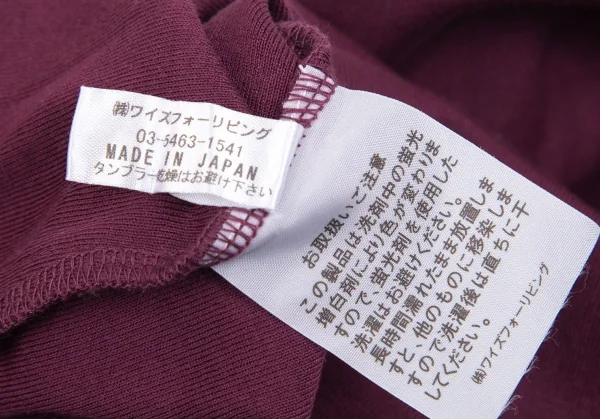 ㈱ワイズフォーリビング
03-5463-1541
MADE IN JAPAN
タンブラー乾燥はお避け下さい
お取扱いご注意
この製品は洗剤中の蛍光
増白剤により色が変わりま
すので、蛍光剤を使用した
洗濯はお避けください。
長時間濡れたまま放置しま
すと、他のものに移染しま
すので洗濯後は直ちに干
してください。
㈱ワイズフォーリビング